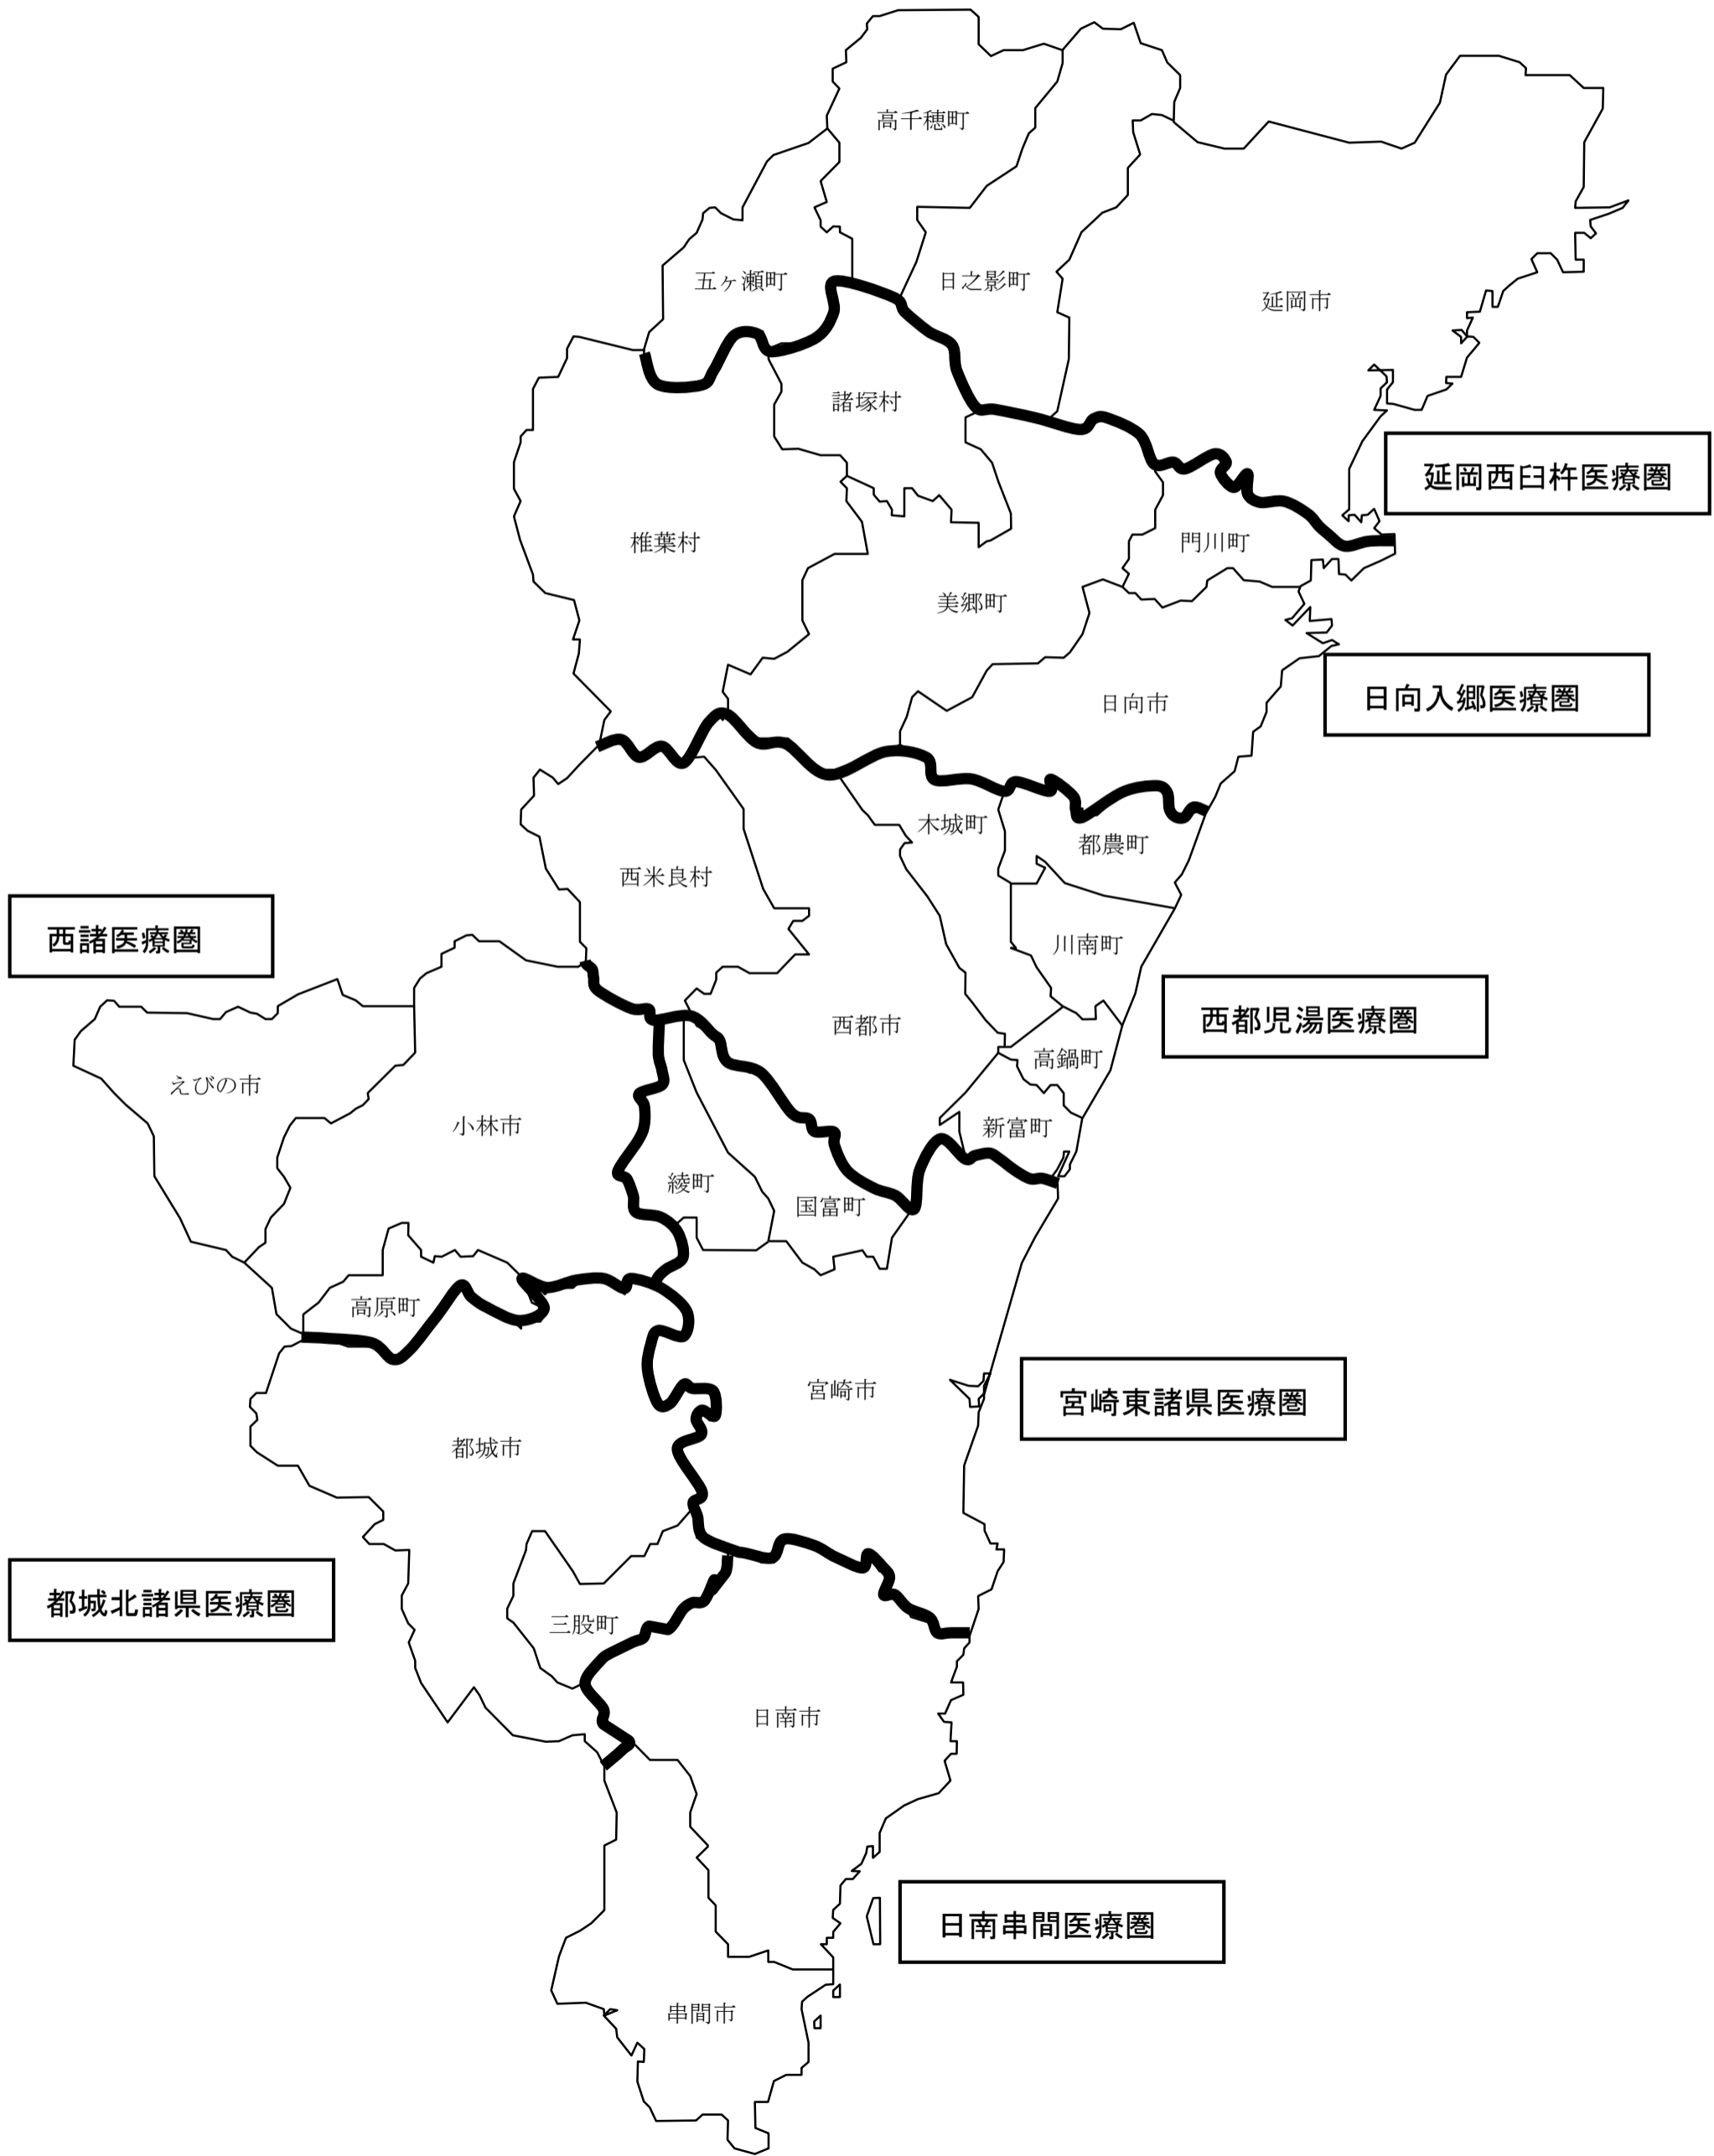 高千穂町
五ヶ瀬町
日之影町
延岡市
諸塚村
延岡西臼杵医療圏
椎葉村
門川町
美郷町
日向市
日向入郷医療圏
木城町
都農町
西米良村
西諸医療圏
川南町
西都市
西都児湯医療圏
高鍋町
えびの市
小林市
新富町
綾町
国富町
高原町
宮崎市
宮崎東諸県医療圏
都城市
都城北諸県医療圏
三股町
日南市
日南串間医療圏
串間市